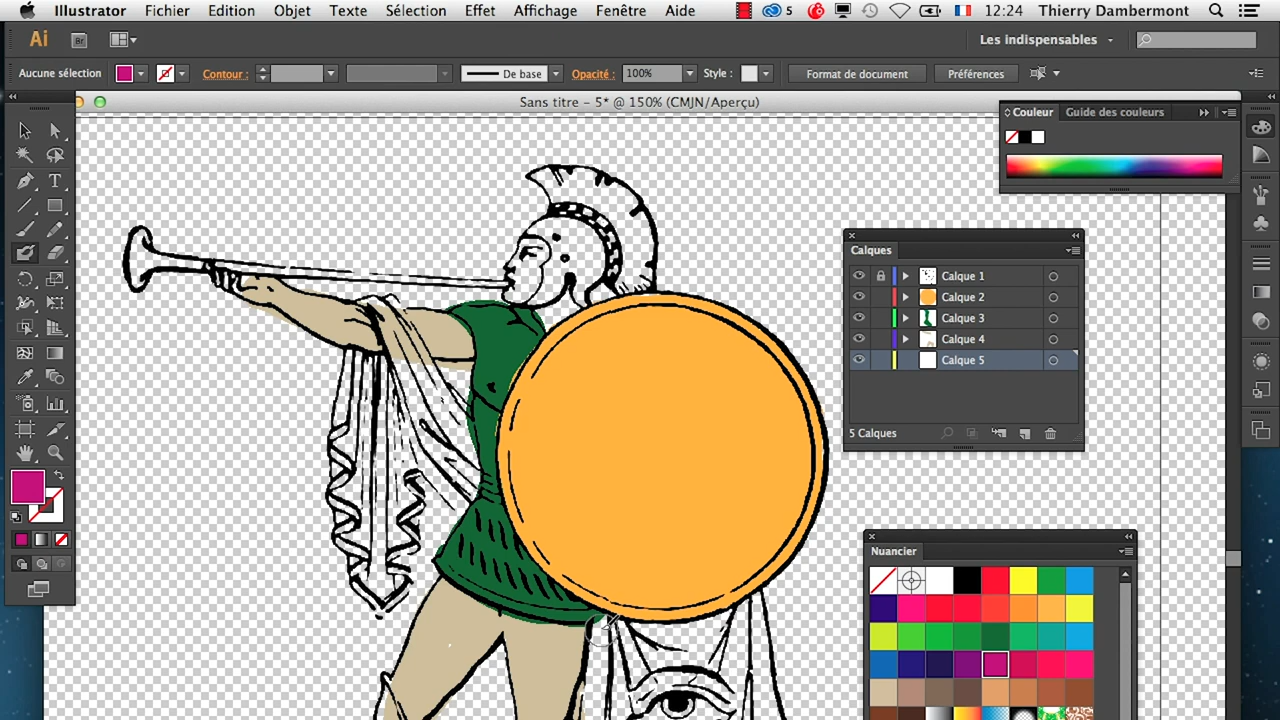 Illustrator Fichier Edition Objet Texte Sélection Effet Affichage Fenêtre Aide 5 12:24 Thierry Dambermont
Ai Br Les indispensables
Aucune sélection Contour : De base Opacité : 100% Style : Format de document Préférences
Sans titre - 5* @ 150% (CMJN/Aperçu)
Couleur Guide des couleurs
Calques
Calque 1
Calque 2
Calque 3
Calque 4
Calque 5
5 Calques
Nuancier